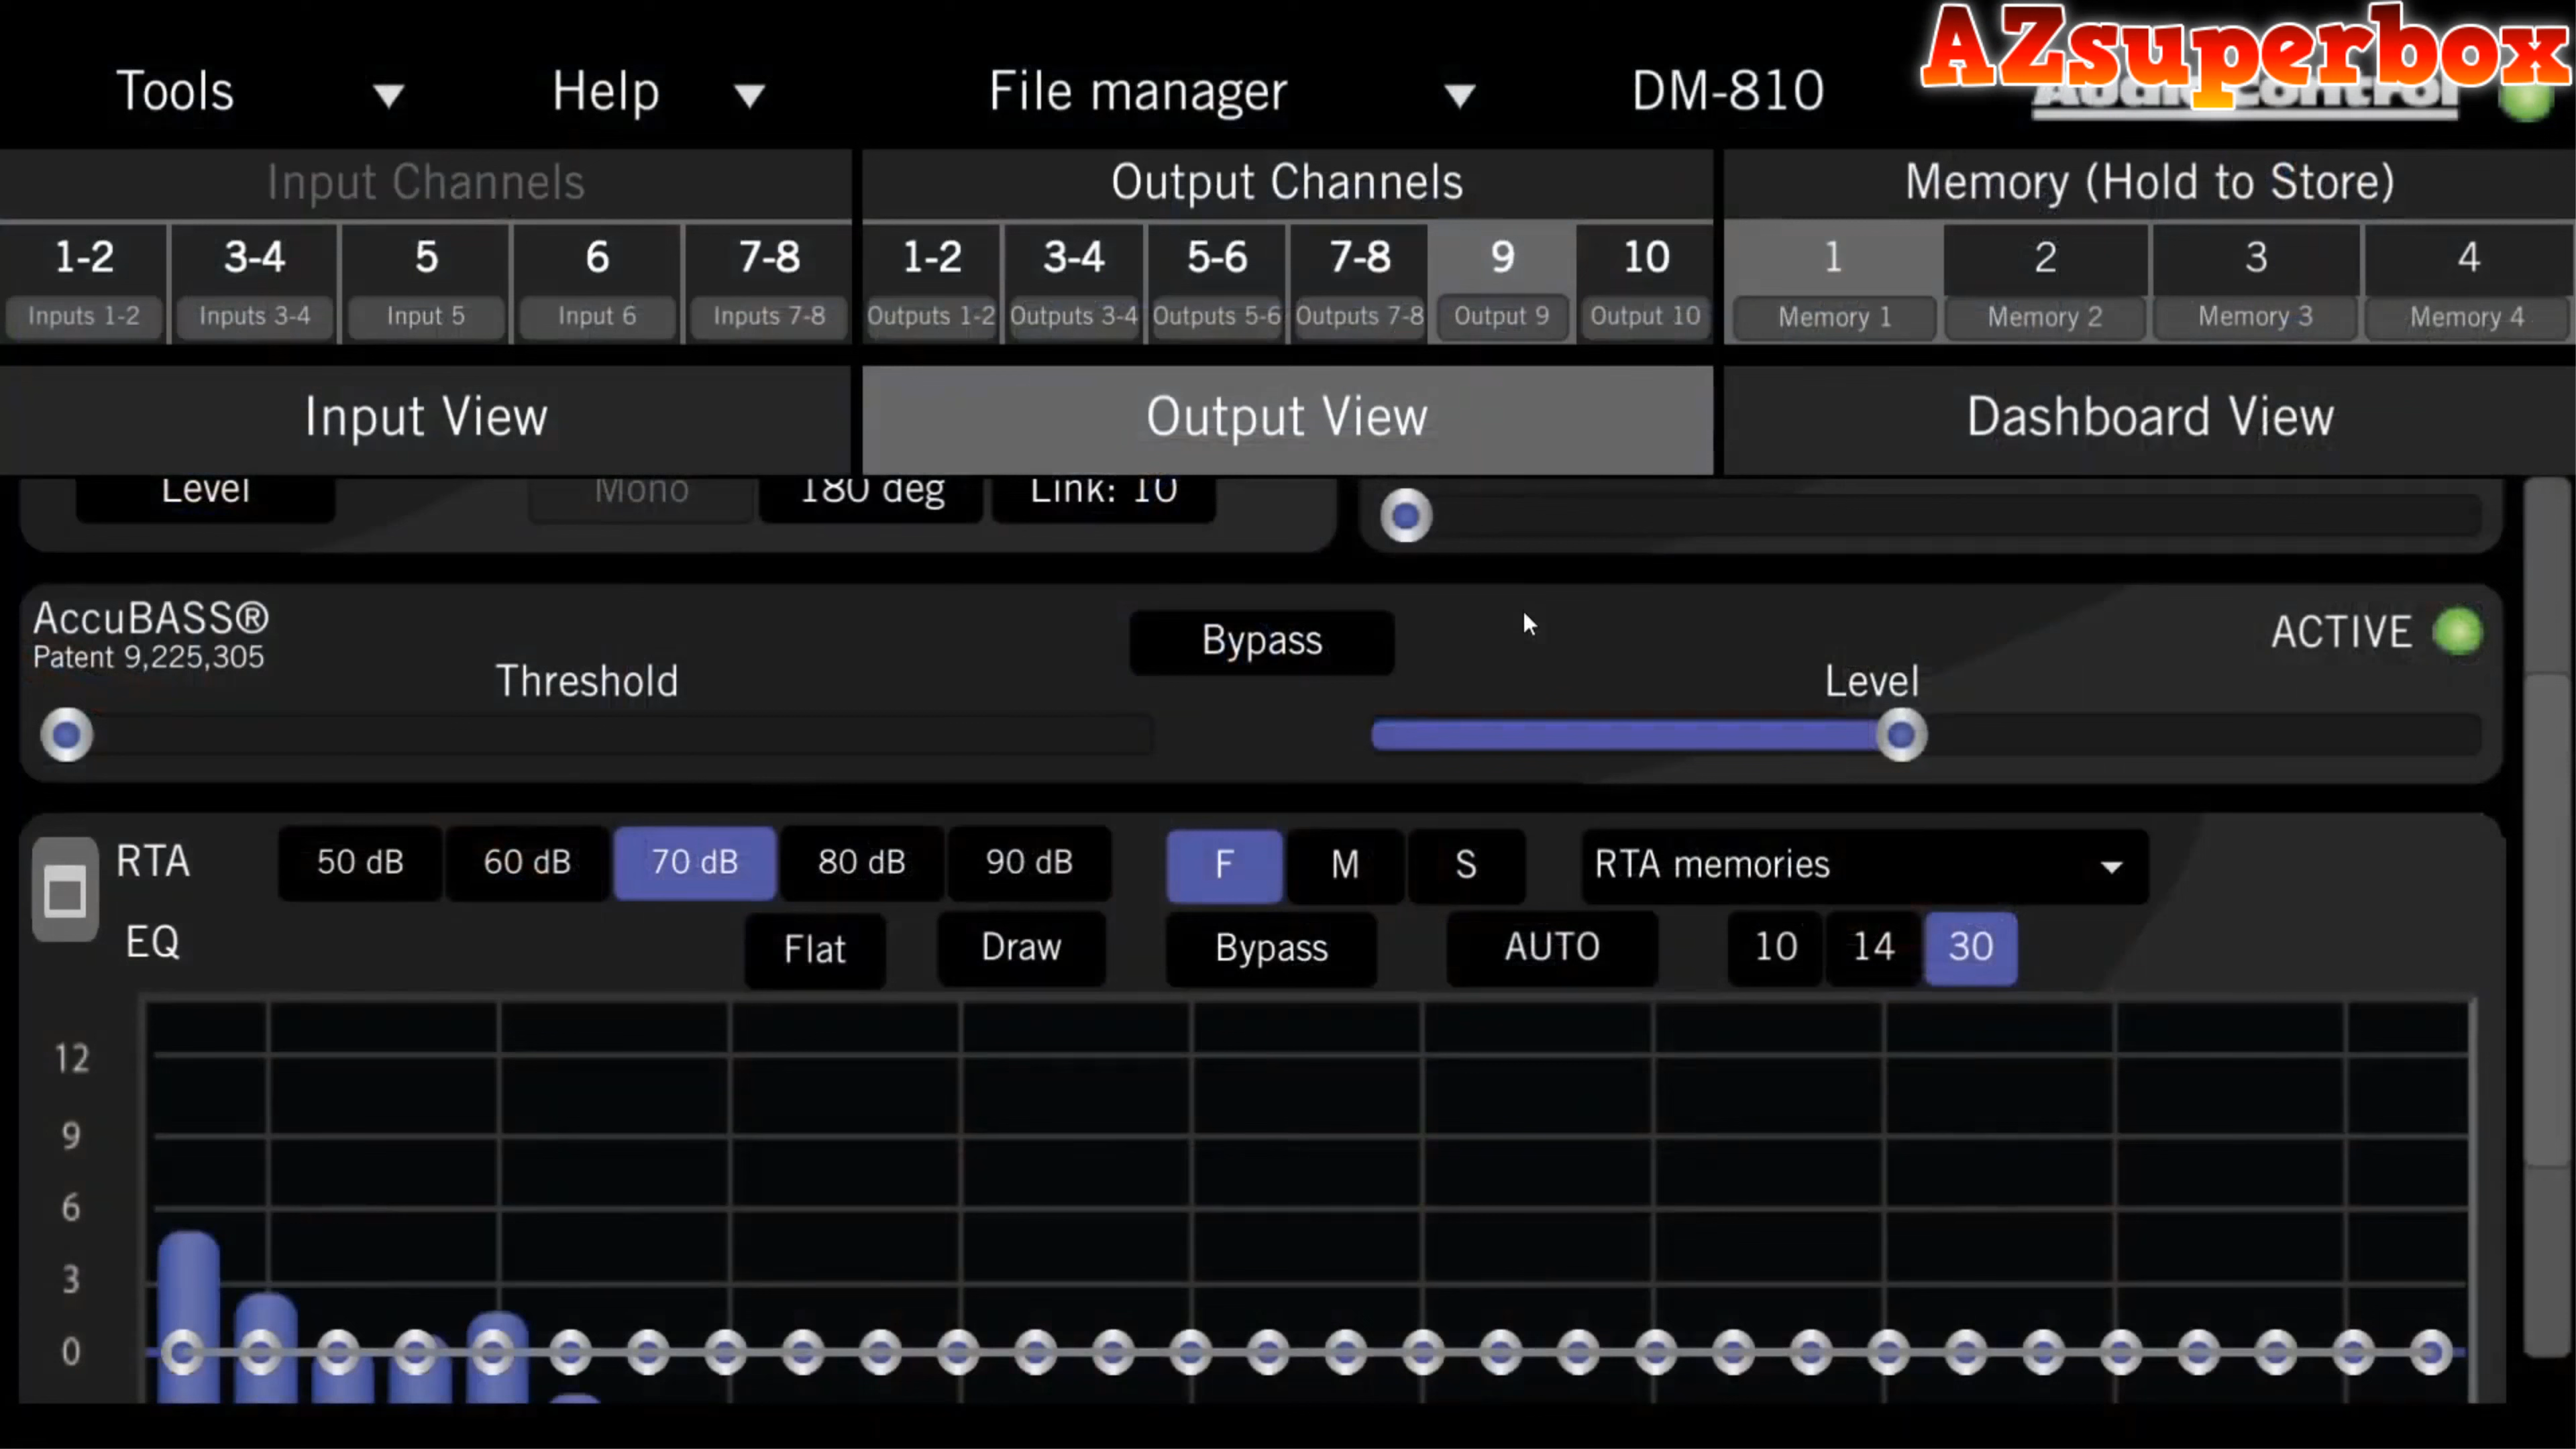 AZsuperbox
Tools Help File manager DM-810
Input Channels Output Channels Memory (Hold to Store)
1-2 3-4 5 6 7-8 1-2 3-4 5-6 7-8 9 10 1 2 3 4
Inputs 1-2 Inputs 3-4 Input 5 Input 6 Inputs 7-8 Outputs 1-2 Outputs 3-4 Outputs 5-6 Outputs 7-8 Output 9 Output 10 Memory 1 Memory 2 Memory 3 Memory 4
Input View Output View Dashboard View
Level Mono 180 deg Link: 10
AccuBASS®
Patent 9,225,305
Bypass
ACTIVE
Threshold Level
RTA 50 dB 60 dB 70 dB 80 dB 90 dB F M S RTA memories
EQ Flat Draw Bypass AUTO 10 14 30
12
9
6
3
0